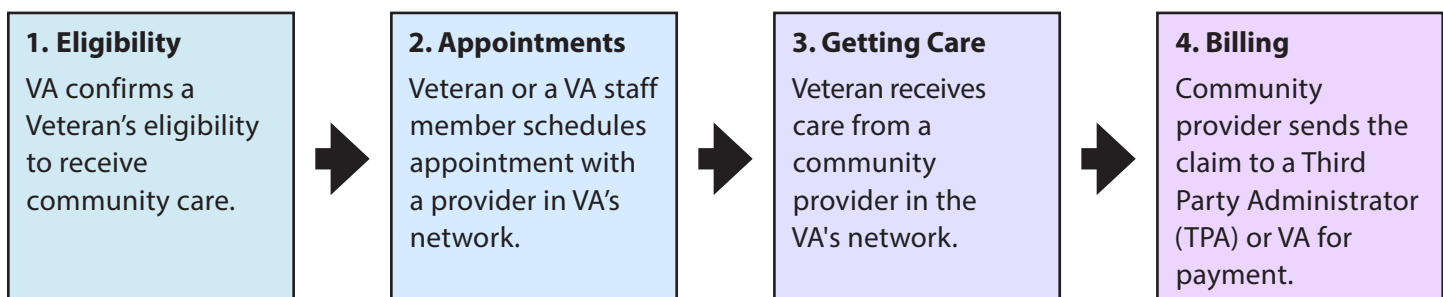 1. Eligibility
VA confirms a
Veteran’s eligibility
to receive
community care.
2. Appointments
Veteran or a VA staff
member schedules
appointment with
a provider in VA’s
network.
3. Getting Care
Veteran receives
care from a
community
provider in the
VA's network.
4. Billing
Community
provider sends the
claim to a Third
Party Administrator
(TPA) or VA for
payment.